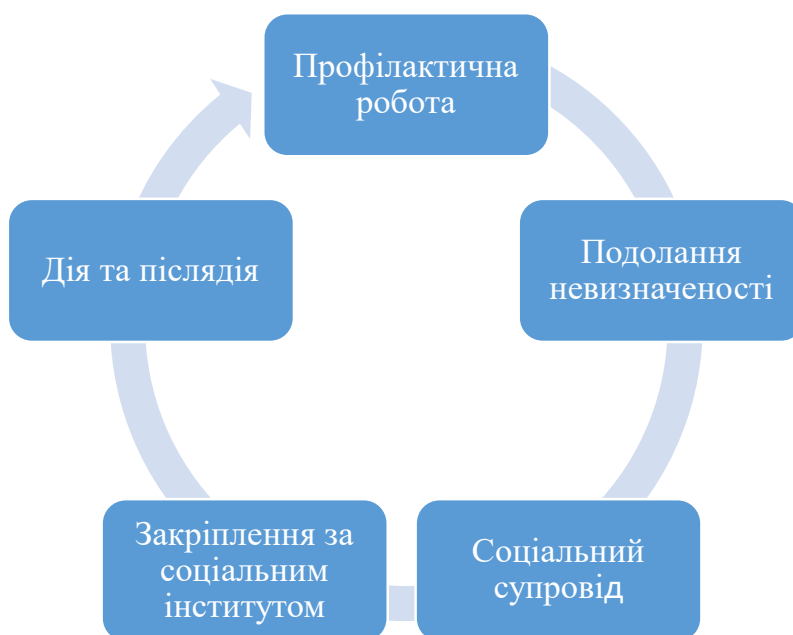 Профілактична
робота
Подолання
невизначеності
Соціальний
супровід
Закріплення за
соціальним
інститутом
Дія та післядія